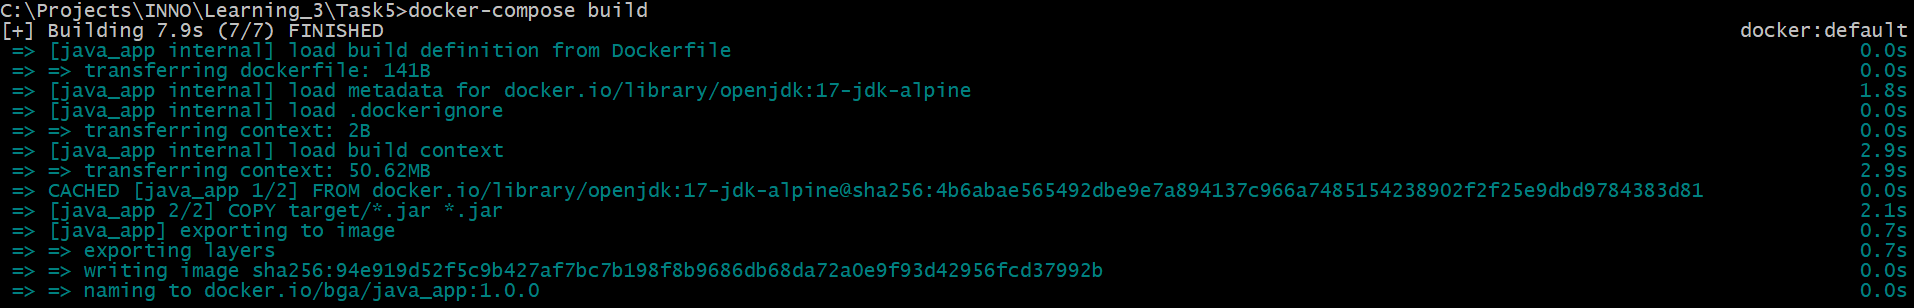 C:\Projects\INNO\Learning_3\Task5>docker-compose build
[+] Building 7.9s (7/7) FINISHED docker:default
=> [java_app internal] load build definition from Dockerfile 0.0s
=> => transferring dockerfile: 141B 0.0s
=> [java_app internal] load metadata for docker.io/library/openjdk:17-jdk-alpine 1.8s
=> [java_app internal] load .dockerignore 0.0s
=> => transferring context: 2B 0.0s
=> [java_app internal] load build context 2.9s
=> => transferring context: 50.62MB 2.9s
=> CACHED [java_app 1/2] FROM docker.io/library/openjdk:17-jdk-alpine@sha256:4b6abae565492dbe9e7a894137c966a7485154238902f2f25e9dbd9784383d81 0.0s
=> [java_app 2/2] COPY target/*.jar *.jar 2.1s
=> [java_app] exporting to image 0.7s
=> => exporting layers 0.7s
=> => writing image sha256:94e919d52f5c9b427af7bc7b198f8b9686db68da72a0e9f93d42956fcd37992b 0.0s
=> => naming to docker.io/bga/java_app:1.0.0 0.0s